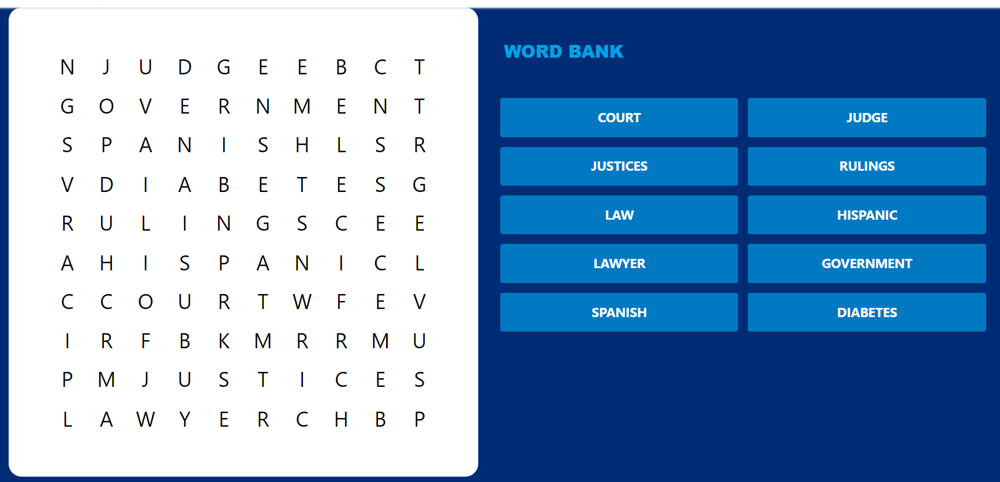 N J U D G E E B C T
G O V E R N M E N T
S P A N I S H L S R
V D I A B E T E S G
R U L I N G S C E E
A H I S P A N I C L
C C O U R T W F E V
I R F B K M R R M U
P M J U S T I C E S
L A W Y E R C H B P
WORD BANK
COURT JUDGE
JUSTICES RULINGS
LAW HISPANIC
LAWYER GOVERNMENT
SPANISH DIABETES